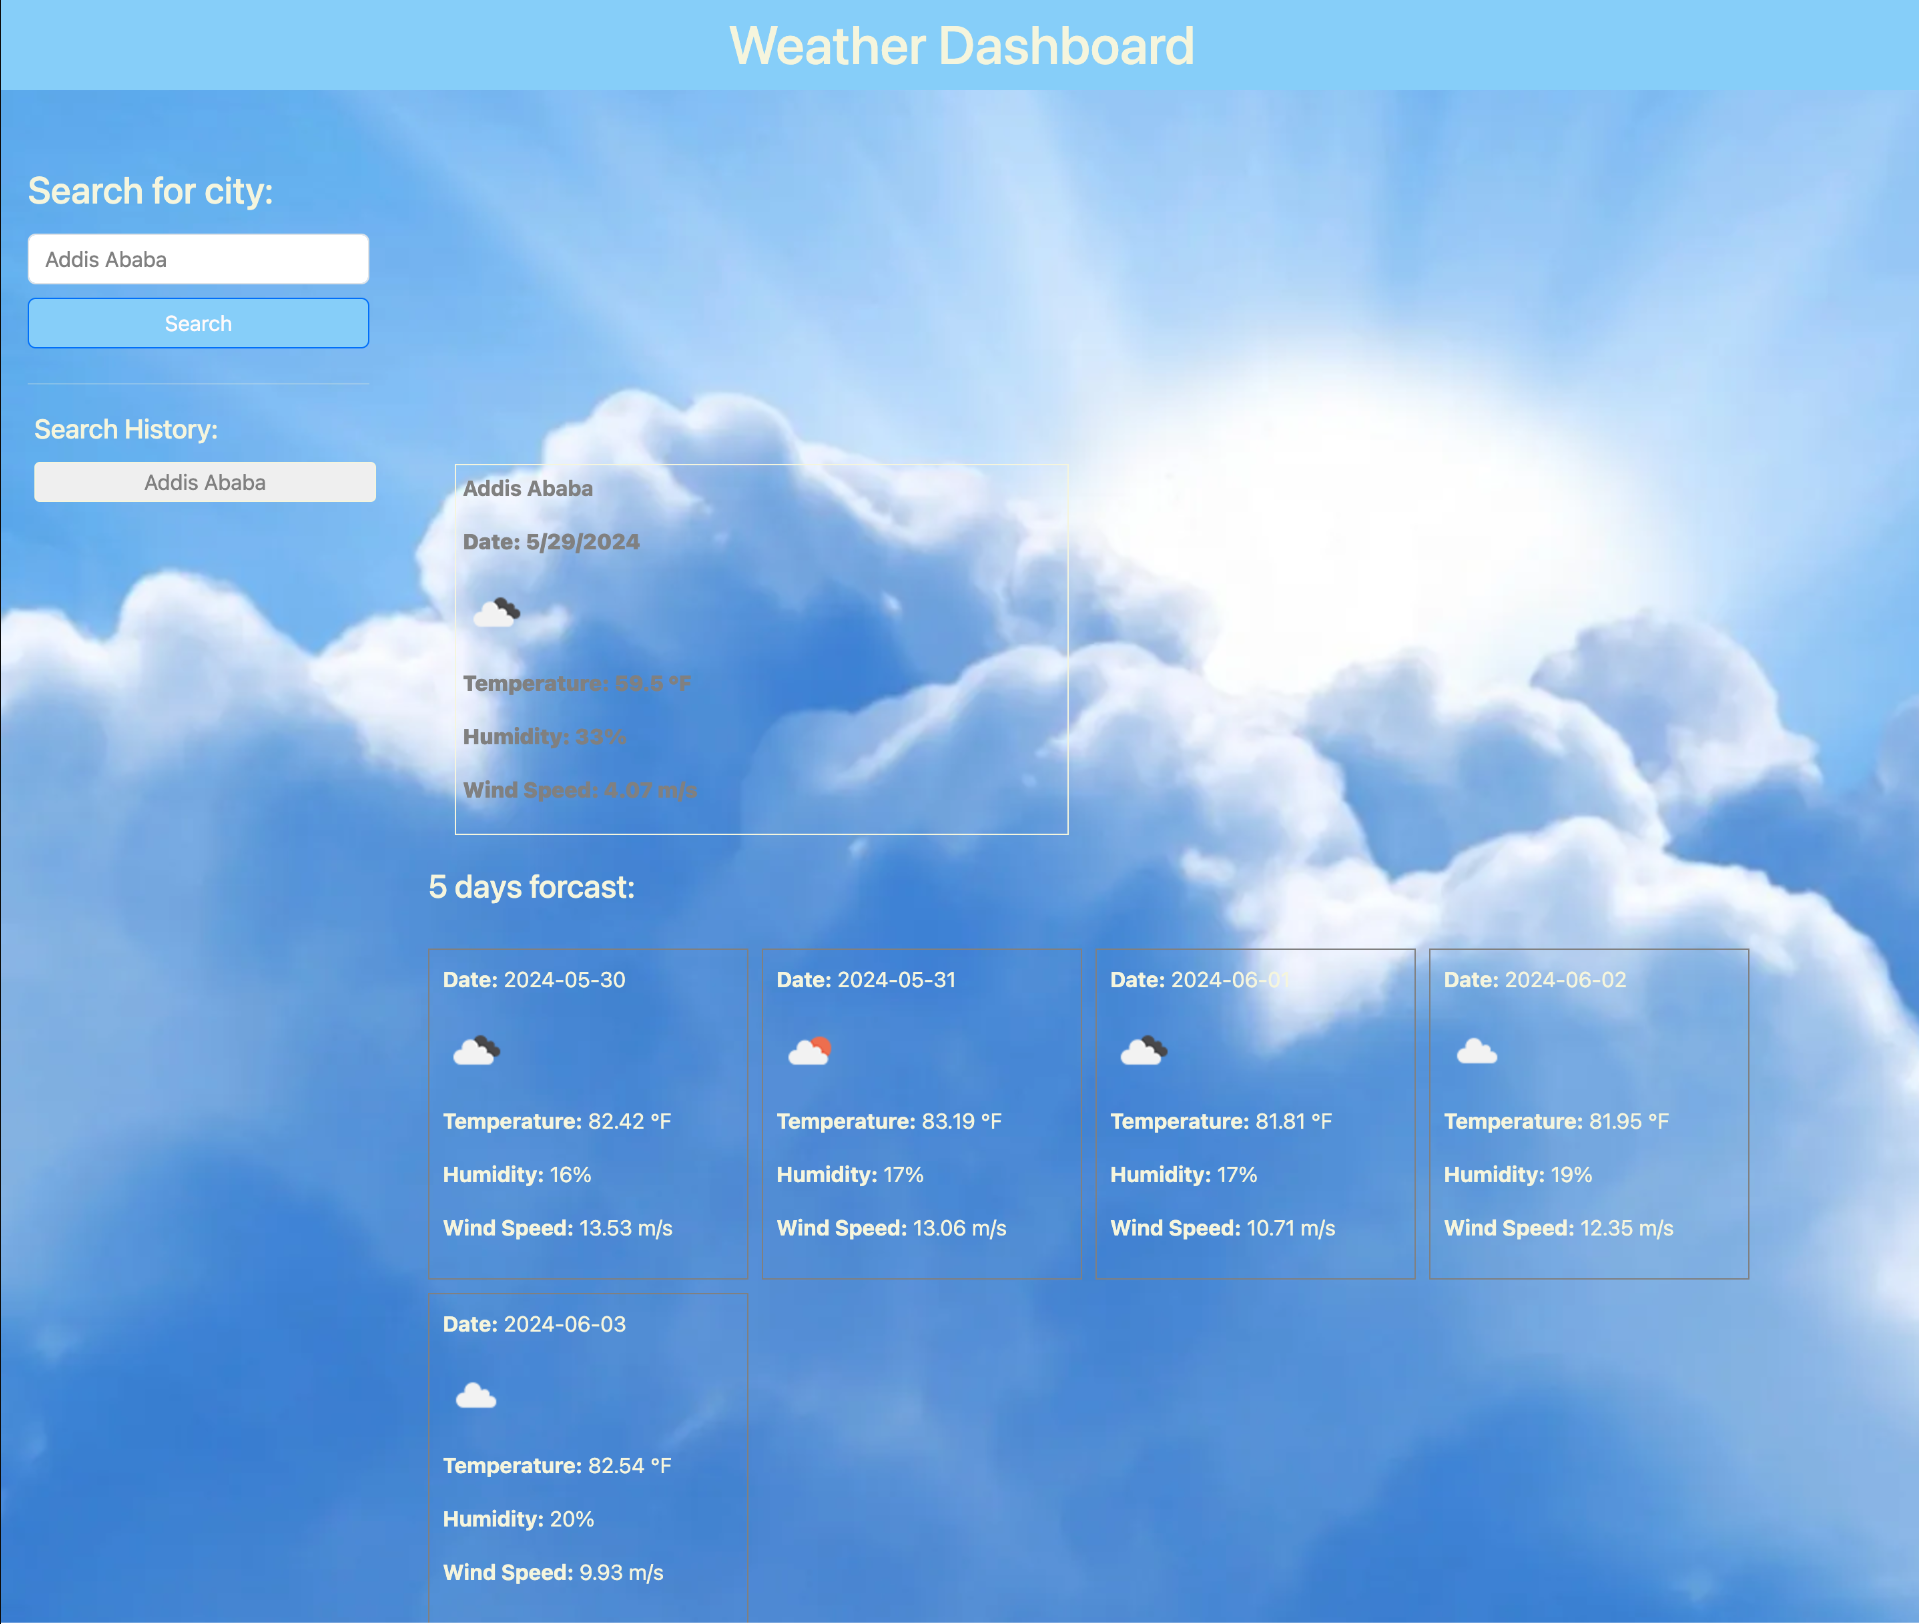 Weather Dashboard
Search for city:
Addis Ababa
Search
Search History:
Addis Ababa
Addis Ababa
Date: 5/29/2024
Temperature: 69.6 °F
Humidity: 33%
Wind Speed: 4.07 m/s
5 days forcast:
Date: 2024-05-30
Temperature: 82.42 °F
Humidity: 16%
Wind Speed: 13.53 m/s
Date: 2024-05-31
Temperature: 83.19 °F
Humidity: 17%
Wind Speed: 13.06 m/s
Date: 2024-06-01
Temperature: 81.81 °F
Humidity: 17%
Wind Speed: 10.71 m/s
Date: 2024-06-02
Temperature: 81.95 °F
Humidity: 19%
Wind Speed: 12.35 m/s
Date: 2024-06-03
Temperature: 82.54 °F
Humidity: 20%
Wind Speed: 9.93 m/s